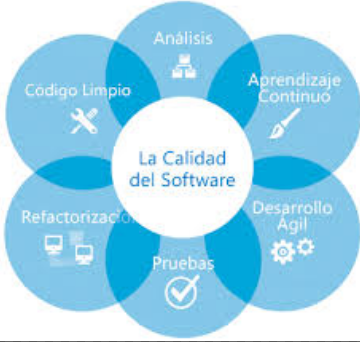 Análisis
Aprendizaje
Continuo
Desarrollo
Ágil
Pruebas
Refactorizació
Código Limpio
La Calidad
del Software